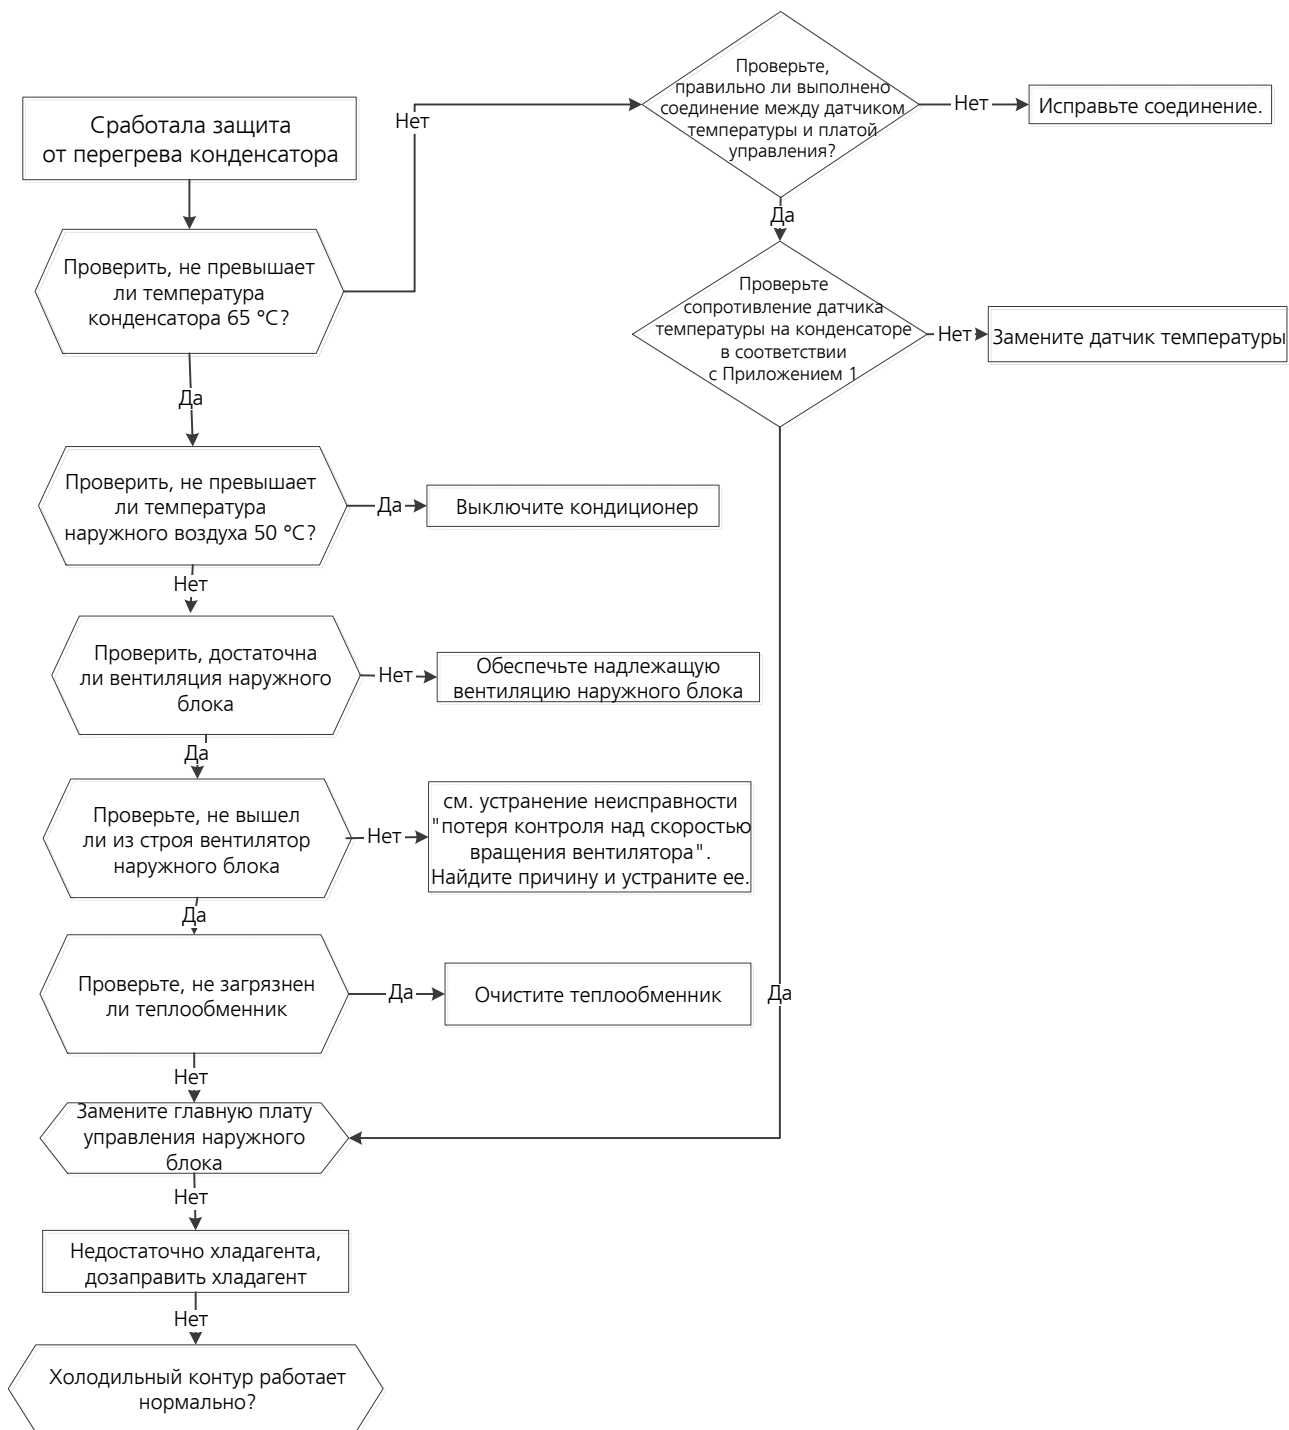 Сработала защита
от перегрева конденсатора
Проверить, не превышает
ли температура
конденсатора 65 °C?
Нет
Проверьте,
правильно ли выполнено
соединение между датчиком
температуры и платой
управления?
Нет
Исправьте соединение.
Да
Проверьте
сопротивление датчика
температуры на конденсаторе
в соответствии
с Приложением 1
Нет
Замените датчик температуры
Да
Да
Проверить, не превышает
ли температура
наружного воздуха 50 °C?
Да
Выключите кондиционер
Нет
Проверить, достаточна
ли вентиляция наружного
блока
Нет
Обеспечьте надлежащую
вентиляцию наружного блока
Да
Проверьте, не вышел
ли из строя вентилятор
наружного блока
Нет
см. устранение неисправности
"потеря контроля над скоростью
вращения вентилятора".
Найдите причину и устраните ее.
Да
Проверьте, не загрязнен
ли теплообменник
Да
Очистите теплообменник
Нет
Замените главную плату
управления наружного
блока
Нет
Недостаточно хладагента,
дозаправить хладагент
Нет
Холодильный контур работает
нормально?